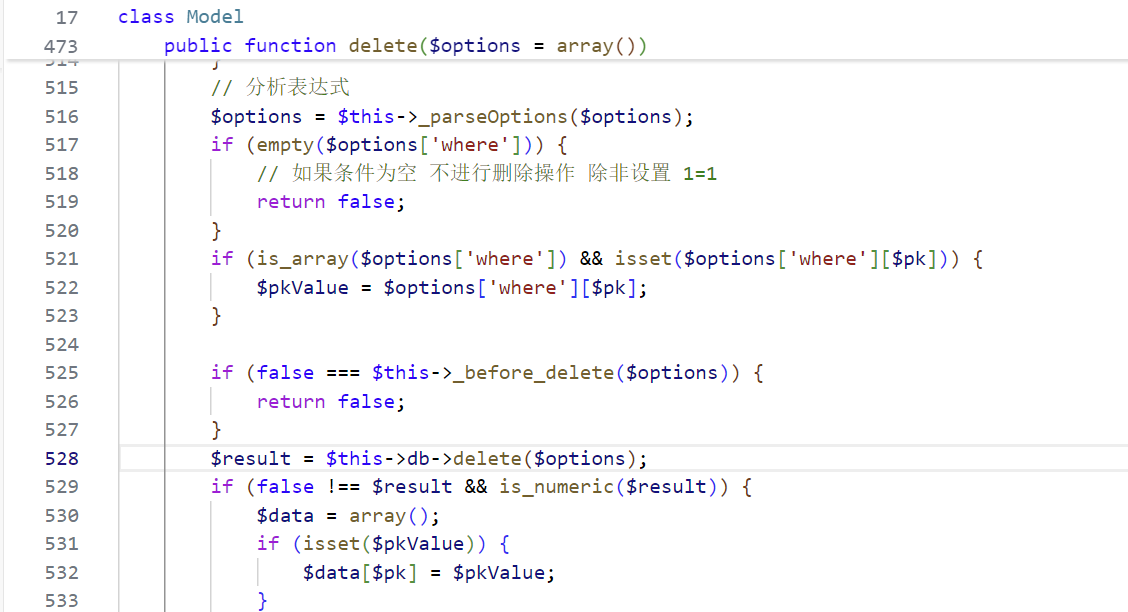 17 class Model
473 public function delete($options = array())
514 }
515 // 分析表达式
516 $options = $this->_parseOptions($options);
517 if (empty($options['where'])) {
518 // 如果条件为空 不进行删除操作 除非设置 1=1
519 return false;
520 }
521 if (is_array($options['where']) && isset($options['where'][$pk])) {
522 $pkValue = $options['where'][$pk];
523 }
524
525 if (false === $this->_before_delete($options)) {
526 return false;
527 }
528 $result = $this->db->delete($options);
529 if (false !== $result && is_numeric($result)) {
530 $data = array();
531 if (isset($pkValue)) {
532 $data[$pk] = $pkValue;
533 }